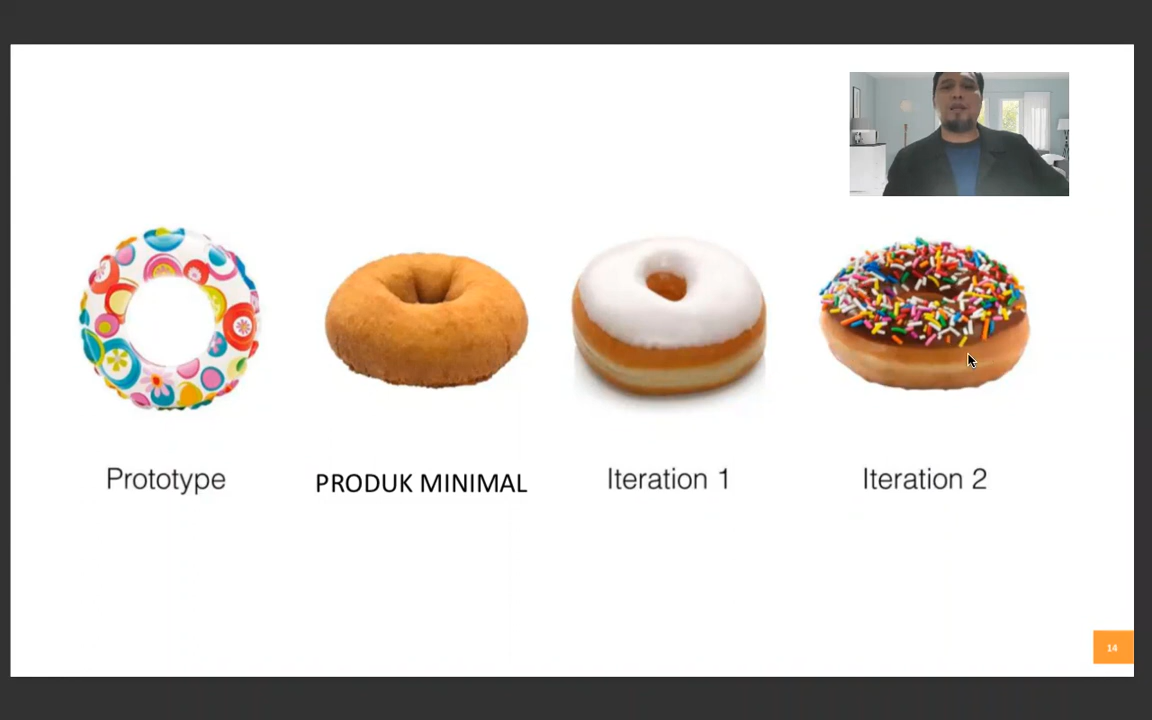 Prototype
PRODUK MINIMAL
Iteration 1
Iteration 2
14